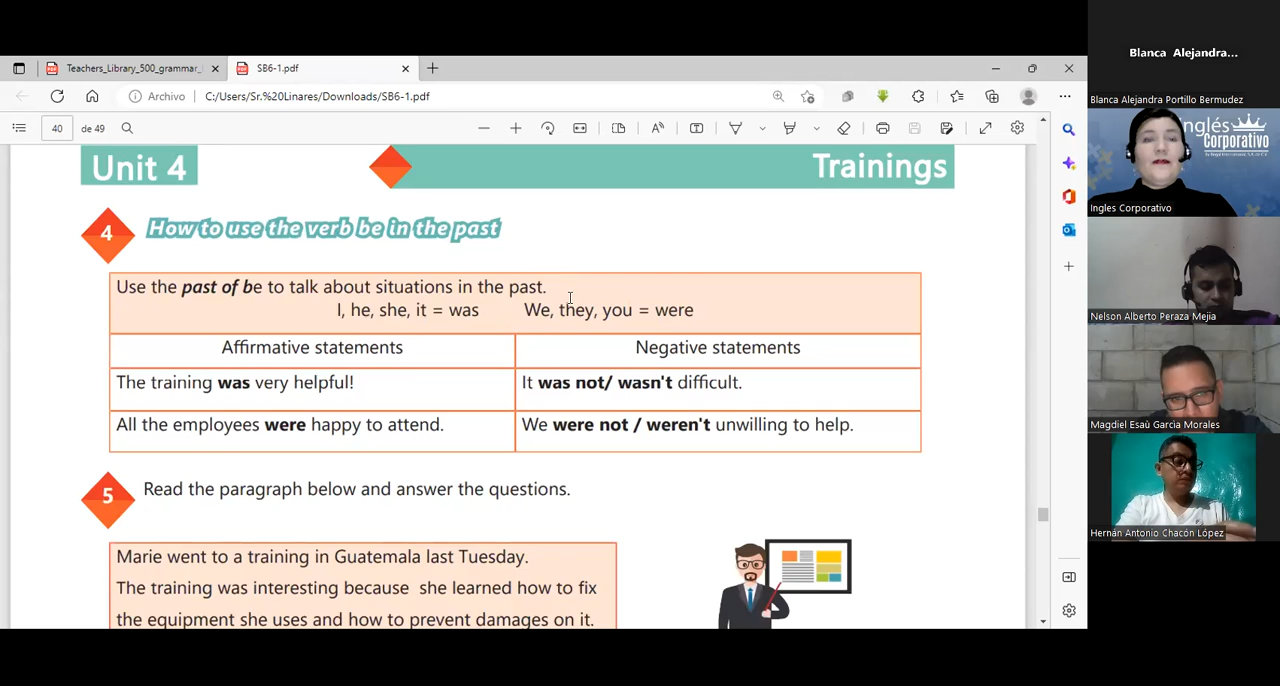 Teachers_Library_500_grammar_
SB6-1.pdf
Archivo
C:/Users/Sr.%20Linares/Downloads/SB6-1.pdf
40
de 49
Unit 4
Trainings
4
How to use the verb be in the past
Use the past of be to talk about situations in the past.
I, he, she, it = was We, they, you = were
Affirmative statements
Negative statements
The training was very helpful!
It was not/ wasn't difficult.
All the employees were happy to attend.
We were not / weren't unwilling to help.
5
Read the paragraph below and answer the questions.
Marie went to a training in Guatemala last Tuesday.
The training was interesting because she learned how to fix
the equipment she uses and how to prevent damages on it.
Blanca Alejandra...
Blanca Alejandra Portillo Bermudez
Inglés
Corporativo
Ingles Corporativo
Nelson Alberto Peraza Mejia
Magdiel Esaù Garcia Morales
Hernán Antonio Chacón López